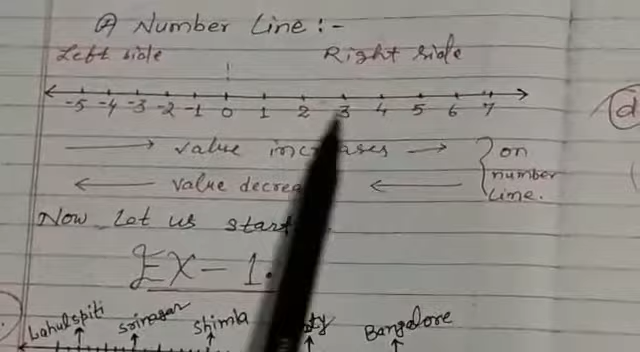 Ⓐ Number Line :-
Left side Right side
-5 -4 -3 -2 -1 0 1 2 3 4 5 6 7
→ value increases → } on number line.
← value decrea ←
Now Let us start
EX - 1.
Lahulspiti Srinagar Shimla ty Bangalore
d